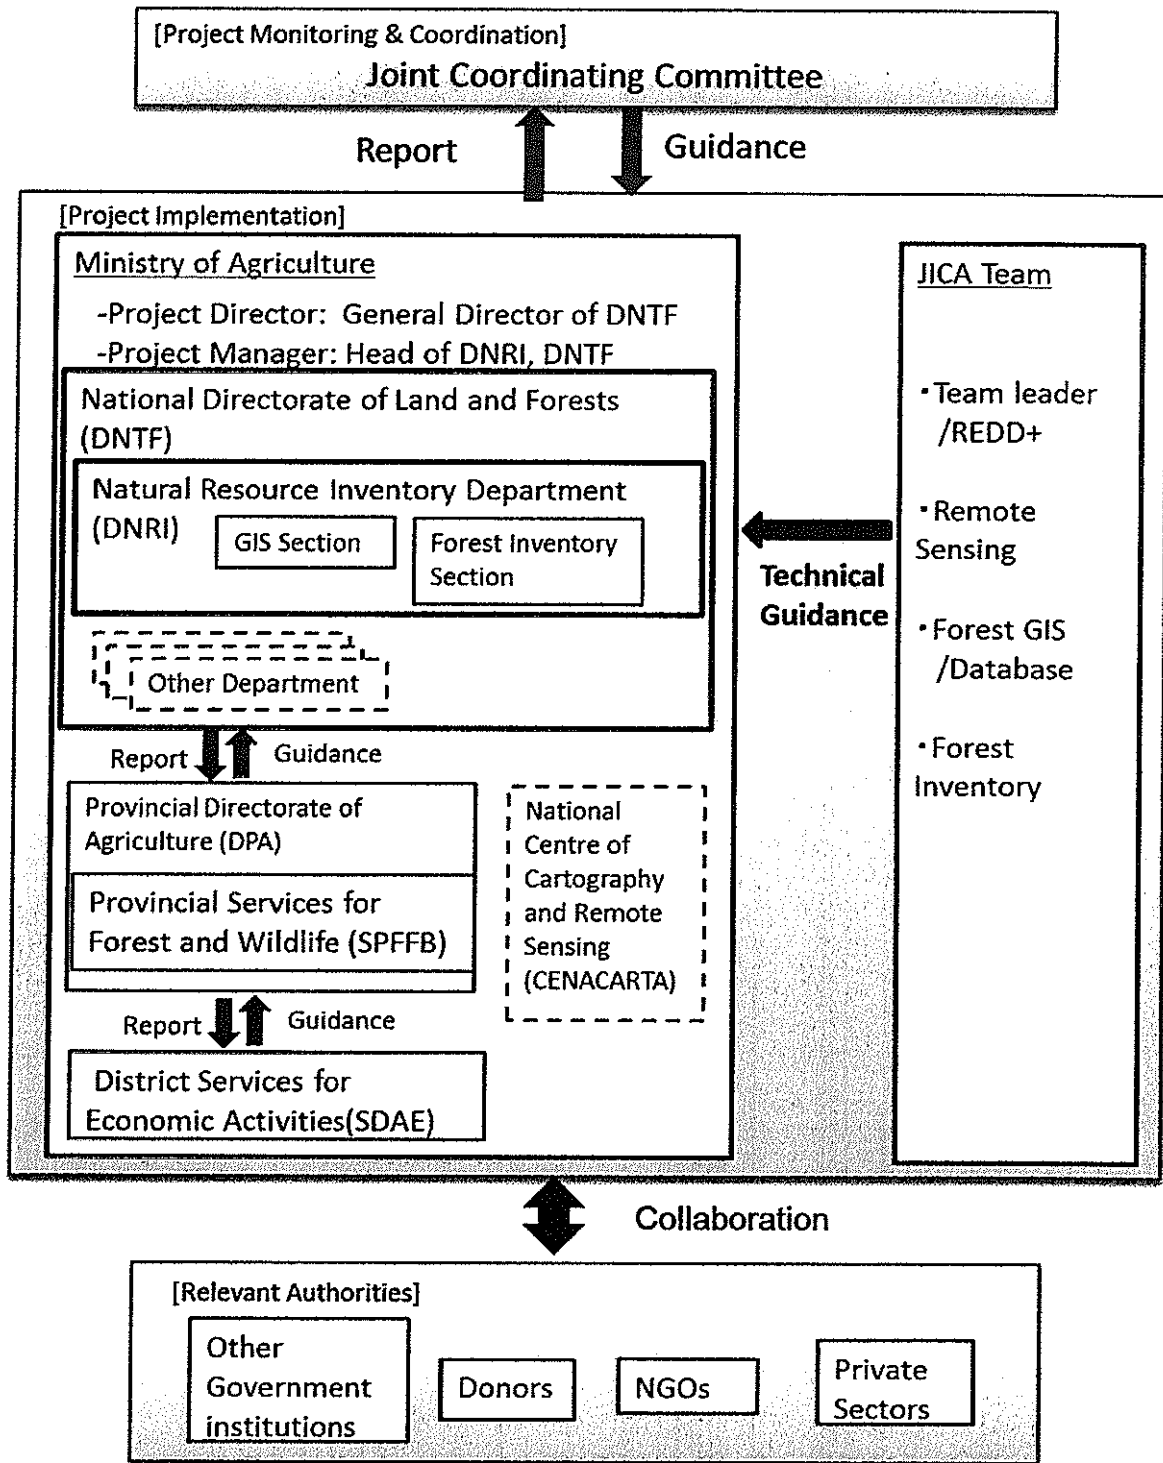 [Project Monitoring & Coordination]
Joint Coordinating Committee
Report
Guidance
[Project Implementation]
Ministry of Agriculture
-Project Director: General Director of DNTF
-Project Manager: Head of DNRI, DNTF
National Directorate of Land and Forests
(DNTF)
Natural Resource Inventory Department
(DNRI)
GIS Section
Forest Inventory
Section
Other Department
Report
Guidance
Provincial Directorate of
Agriculture (DPA)
Provincial Services for
Forest and Wildlife (SPFFB)
Report
Guidance
District Services for
Economic Activities(SDAE)
National
Centre of
Cartography
and Remote
Sensing
(CENACARTA)
Technical
Guidance
JICA Team
・Team leader
/REDD+
・Remote
Sensing
・Forest GIS
/Database
・Forest
Inventory
Collaboration
[Relevant Authorities]
Other
Government
institutions
Donors
NGOs
Private
Sectors